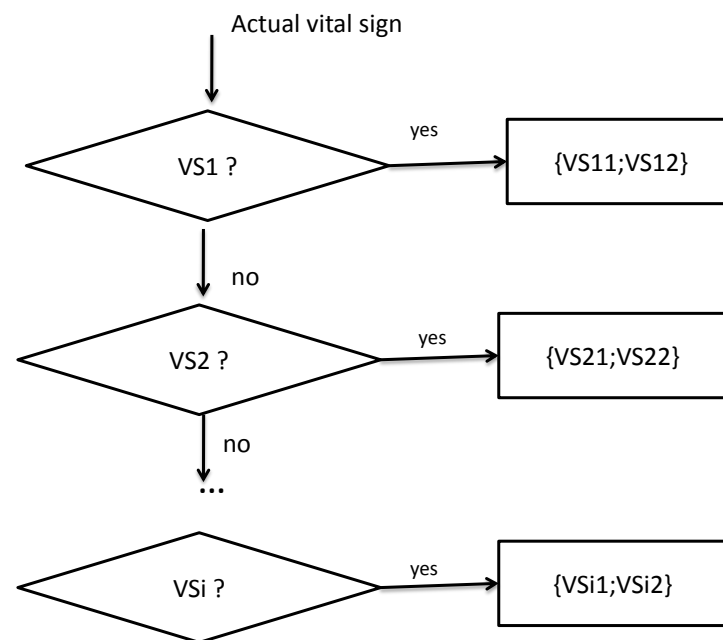 Actual vital sign
VS1 ?
yes
{VS11;VS12}
no
VS2 ?
yes
{VS21;VS22}
no
...
VSi ?
yes
{VSi1;VSi2}